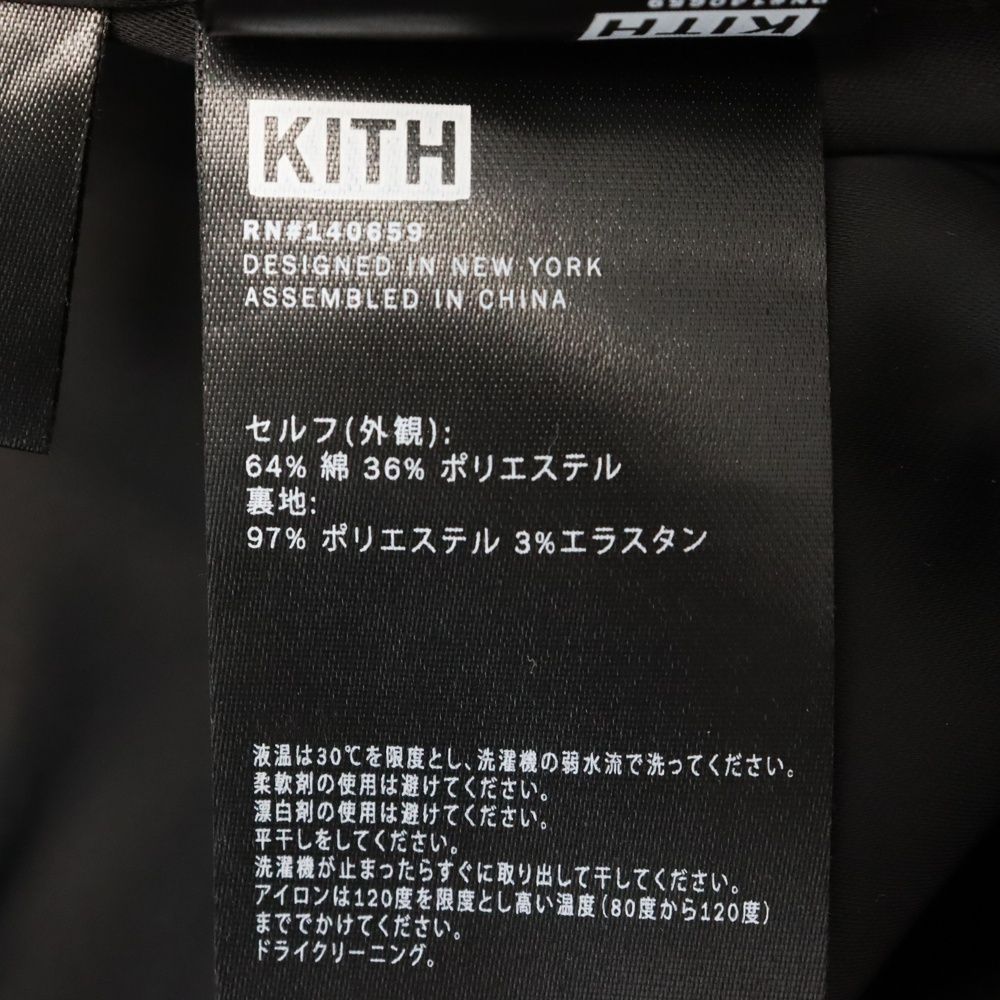 KITH
RN#140659
KITH
RN#140659
DESIGNED IN NEW YORK
ASSEMBLED IN CHINA
セルフ(外観):
64% 綿 36% ポリエステル
裏地:
97% ポリエステル 3%エラスタン
液温は30℃を限度とし、洗濯機の弱水流で洗ってください。
柔軟剤の使用は避けてください。
漂白剤の使用は避けてください。
平干しをしてください。
洗濯機が止まったらすぐに取り出して干してください。
アイロンは120度を限度とし高い温度(80度から120度)
まででかけてください。
ドライクリーニング。